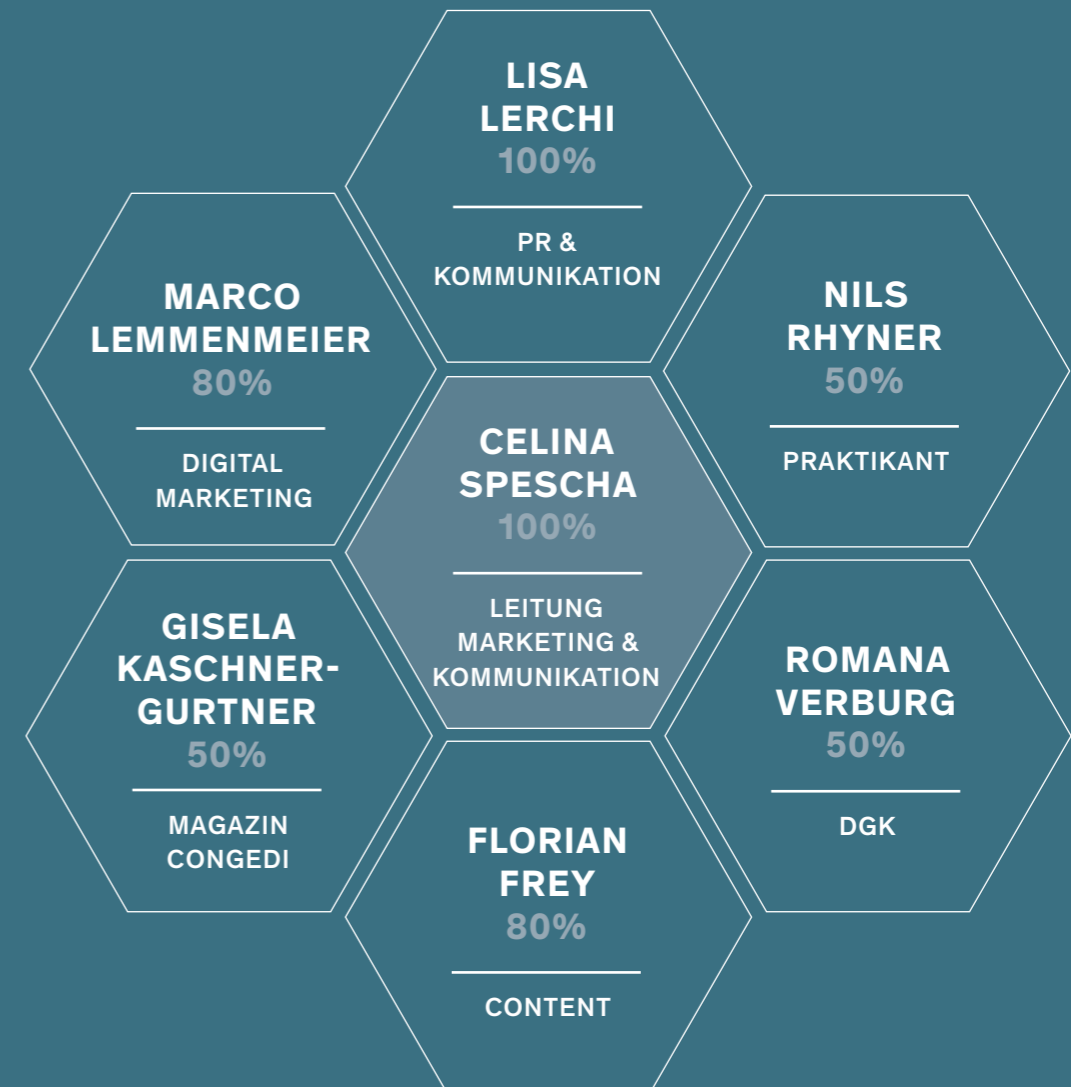 LISA
LERCHI
100%
PR &
KOMMUNIKATION
MARCO
LEMMENMEIER
80%
DIGITAL
MARKETING
NILS
RHYNER
50%
PRAKTIKANT
CELINA
SPESCHA
100%
LEITUNG
MARKETING &
KOMMUNIKATION
GISELA
KASCHNER-
GURTNER
50%
MAGAZIN
CONGEDI
ROMANA
VERBURG
50%
DGK
FLORIAN
FREY
80%
CONTENT